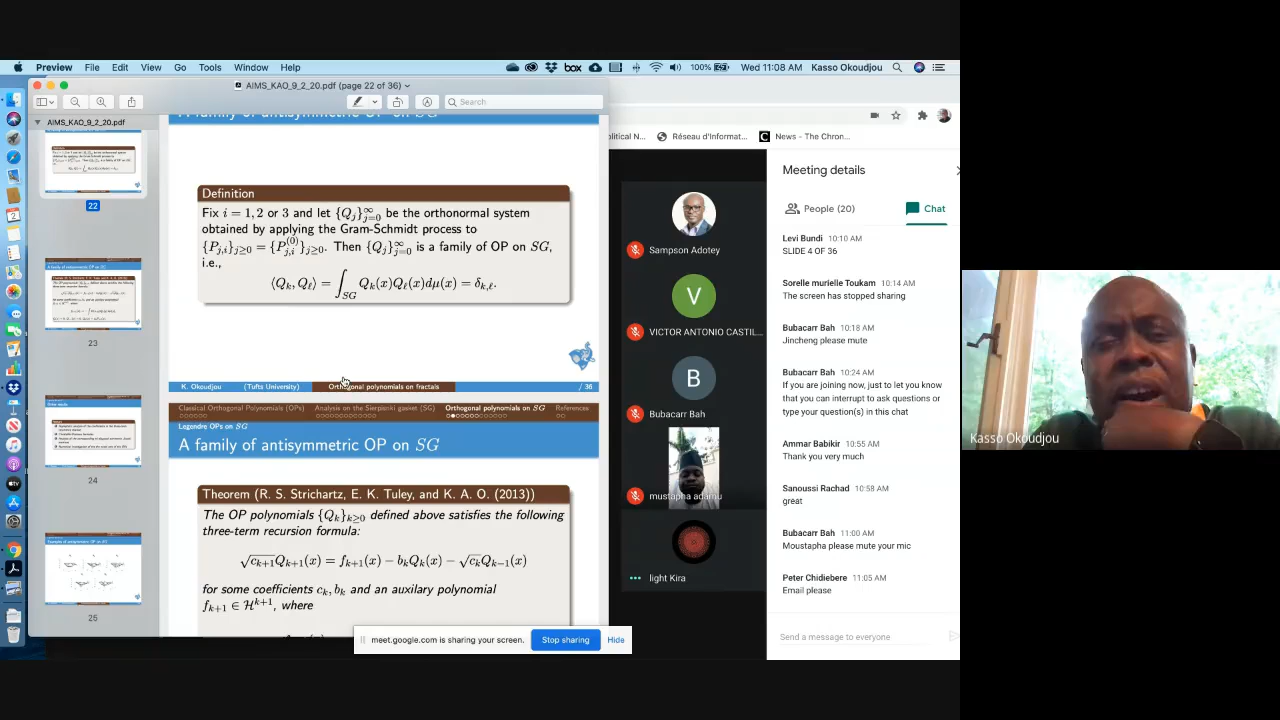 Preview File Edit View Go Tools Window Help
box 100% Wed 11:08 AM Kasso Okoudjou
AIMS_KAO_9_2_20.pdf (page 22 of 36)
Search
AIMS_KAO_9_2_20.pdf
22
23
24
25
A family of antisymmetric OP on SG
Definition
Fix i = 1, 2 or 3 and let {Q_j}_{j=0}^∞ be the orthonormal system
obtained by applying the Gram-Schmidt process to
{P_{j,i}}_{j≥0} = {P_{j,i}^{(0)}}_{j≥0}. Then {Q_j}_{j=0}^∞ is a family of OP on SG,
i.e.,
⟨Q_k, Q_ℓ⟩ = ∫_{SG} Q_k(x)Q_ℓ(x)dμ(x) = δ_{k,ℓ}.
K. Okoudjou (Tufts University) Orthogonal polynomials on fractals / 36
Classical Orthogonal Polynomials (OPs) Analysis on the Sierpinski gasket (SG) Orthogonal polynomials on SG References
Legendre OPs on SG
A family of antisymmetric OP on SG
Theorem (R. S. Strichartz, E. K. Tuley, and K. A. O. (2013))
The OP polynomials {Q_k}_{k≥0} defined above satisfies the following
three-term recursion formula:
√c_{k+1}Q_{k+1}(x) = f_{k+1}(x) − b_kQ_k(x) − √c_kQ_{k−1}(x)
for some coefficients c_k, b_k and an auxilary polynomial
f_{k+1} ∈ H^{k+1}, where
meet.google.com is sharing your screen. Stop sharing Hide
olitical N... Réseau d'Informat... News - The Chron...
Sampson Adotey
VICTOR ANTONIO CASTIL...
V
B
Bubacarr Bah
mustapha adamu
light Kira
Meeting details
People (20) Chat
Levi Bundi 10:10 AM
SLIDE 4 OF 36
Sorelle murielle Toukam 10:14 AM
The screen has stopped sharing
Bubacarr Bah 10:18 AM
Jincheng please mute
Bubacarr Bah 10:24 AM
If you are joining now, just to let you know
that you can interrupt to ask questions or
type your question(s) in this chat
Ammar Babikir 10:55 AM
Thank you very much
Sanoussi Rachad 10:58 AM
great
Bubacarr Bah 11:00 AM
Moustapha please mute your mic
Peter Chidiebere 11:05 AM
Email please
Send a message to everyone
Kasso Okoudjou